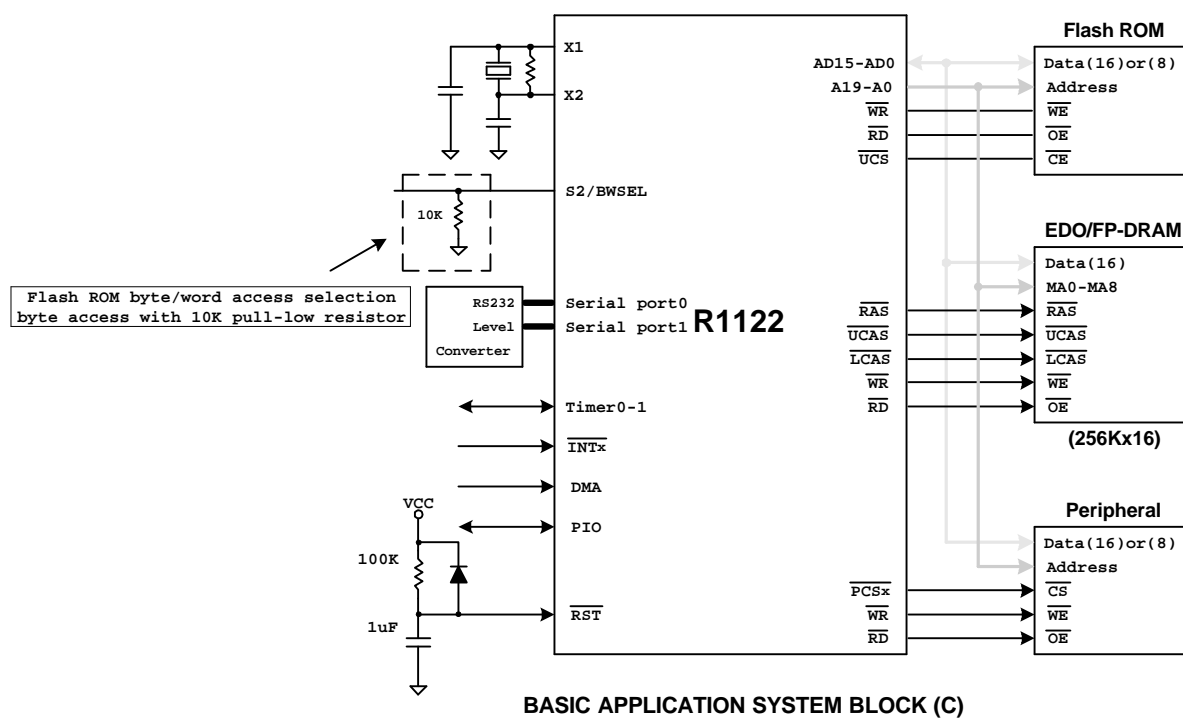 X1
X2
S2/BWSEL
10K
Flash ROM byte/word access selection
byte access with 10K pull-low resistor
RS232
Level
Converter
Serial port0
Serial port1
Timer0-1
INTx
DMA
PIO
VCC
100K
1uF
RST
R1122
AD15-AD0
A19-A0
WR
RD
UCS
RAS
UCAS
LCAS
WR
RD
PCSx
WR
RD
Flash ROM
Data(16)or(8)
Address
WE
OE
CE
EDO/FP-DRAM
Data(16)
MA0-MA8
RAS
UCAS
LCAS
WE
OE
(256Kx16)
Peripheral
Data(16)or(8)
Address
CS
WE
OE
BASIC APPLICATION SYSTEM BLOCK (C)